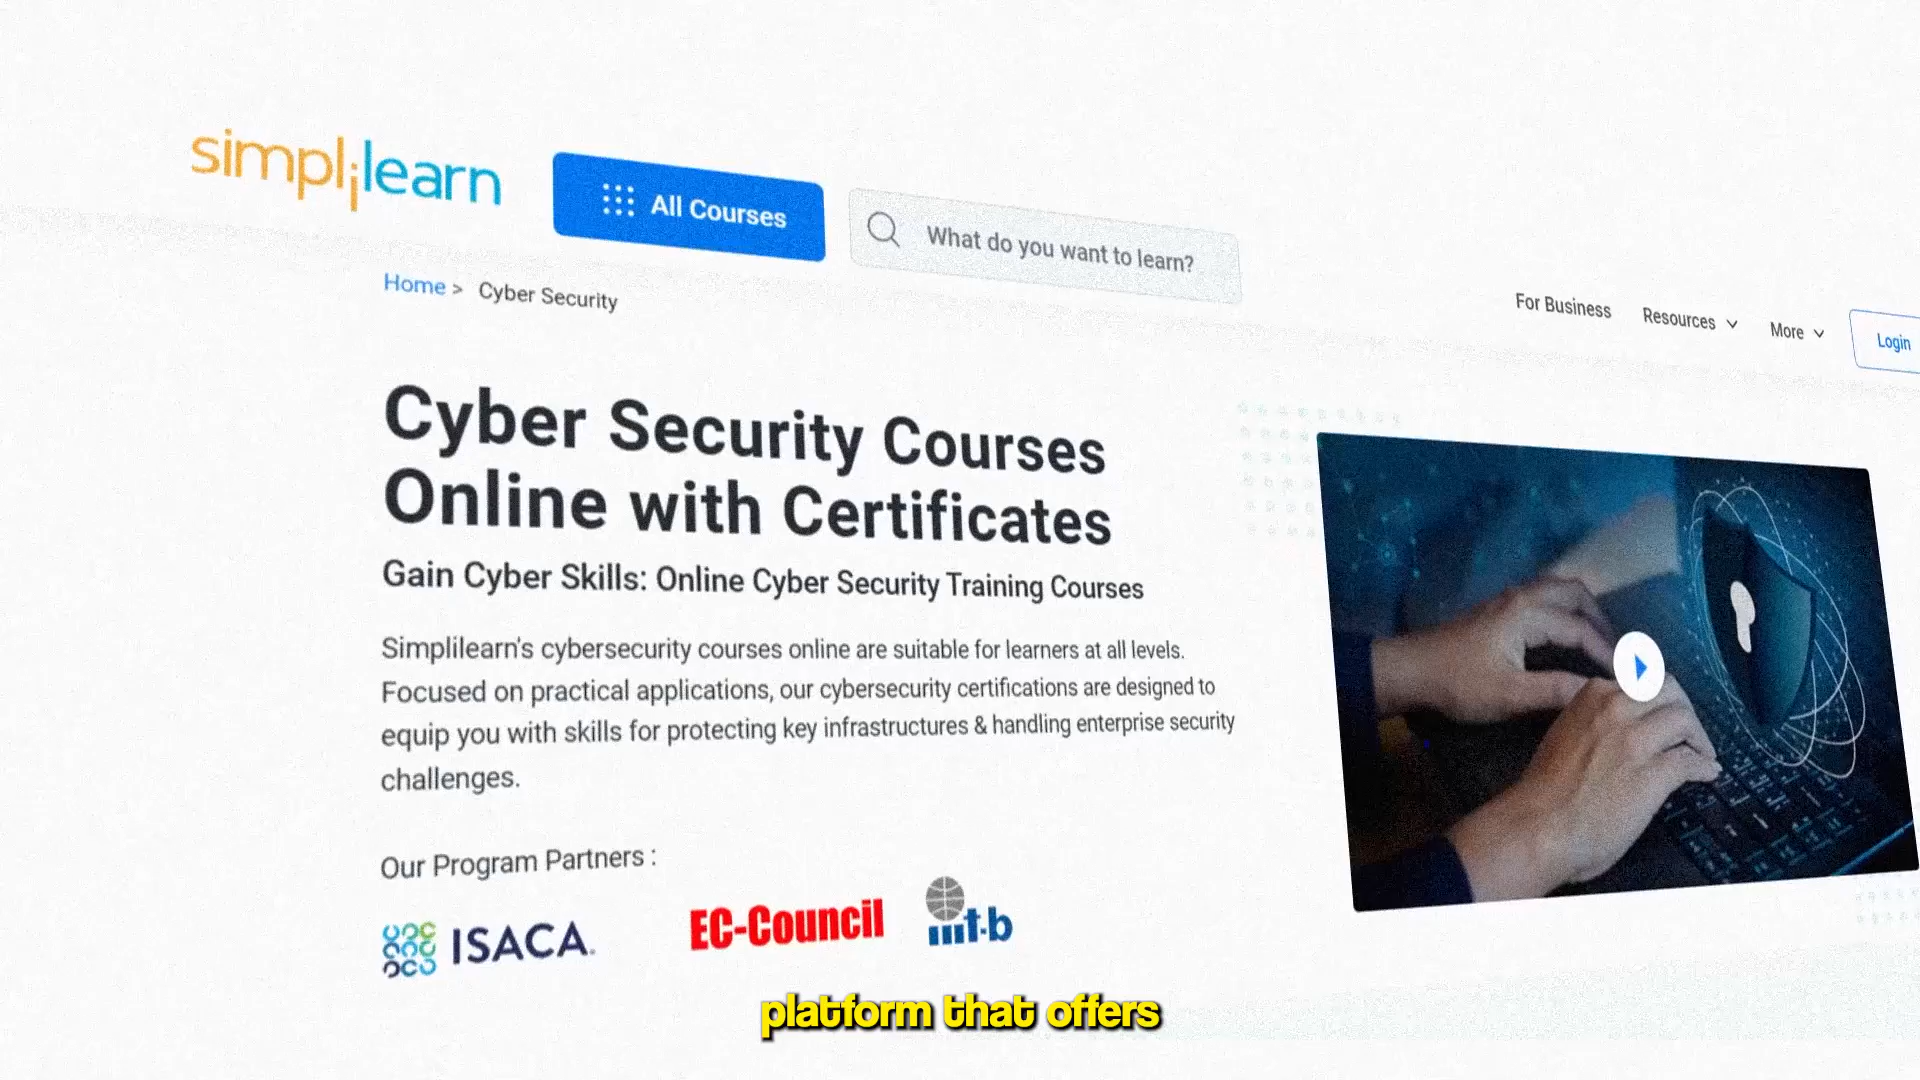 simplilearn
All Courses
What do you want to learn?
For Business
Resources
More
Login
Home > Cyber Security
Cyber Security Courses
Online with Certificates
Gain Cyber Skills: Online Cyber Security Training Courses
Simplilearn's cybersecurity courses online are suitable for learners at all levels.
Focused on practical applications, our cybersecurity certifications are designed to
equip you with skills for protecting key infrastructures & handling enterprise security
challenges.
Our Program Partners :
ISACA.
EC-Council
iiit-b
platform that offers